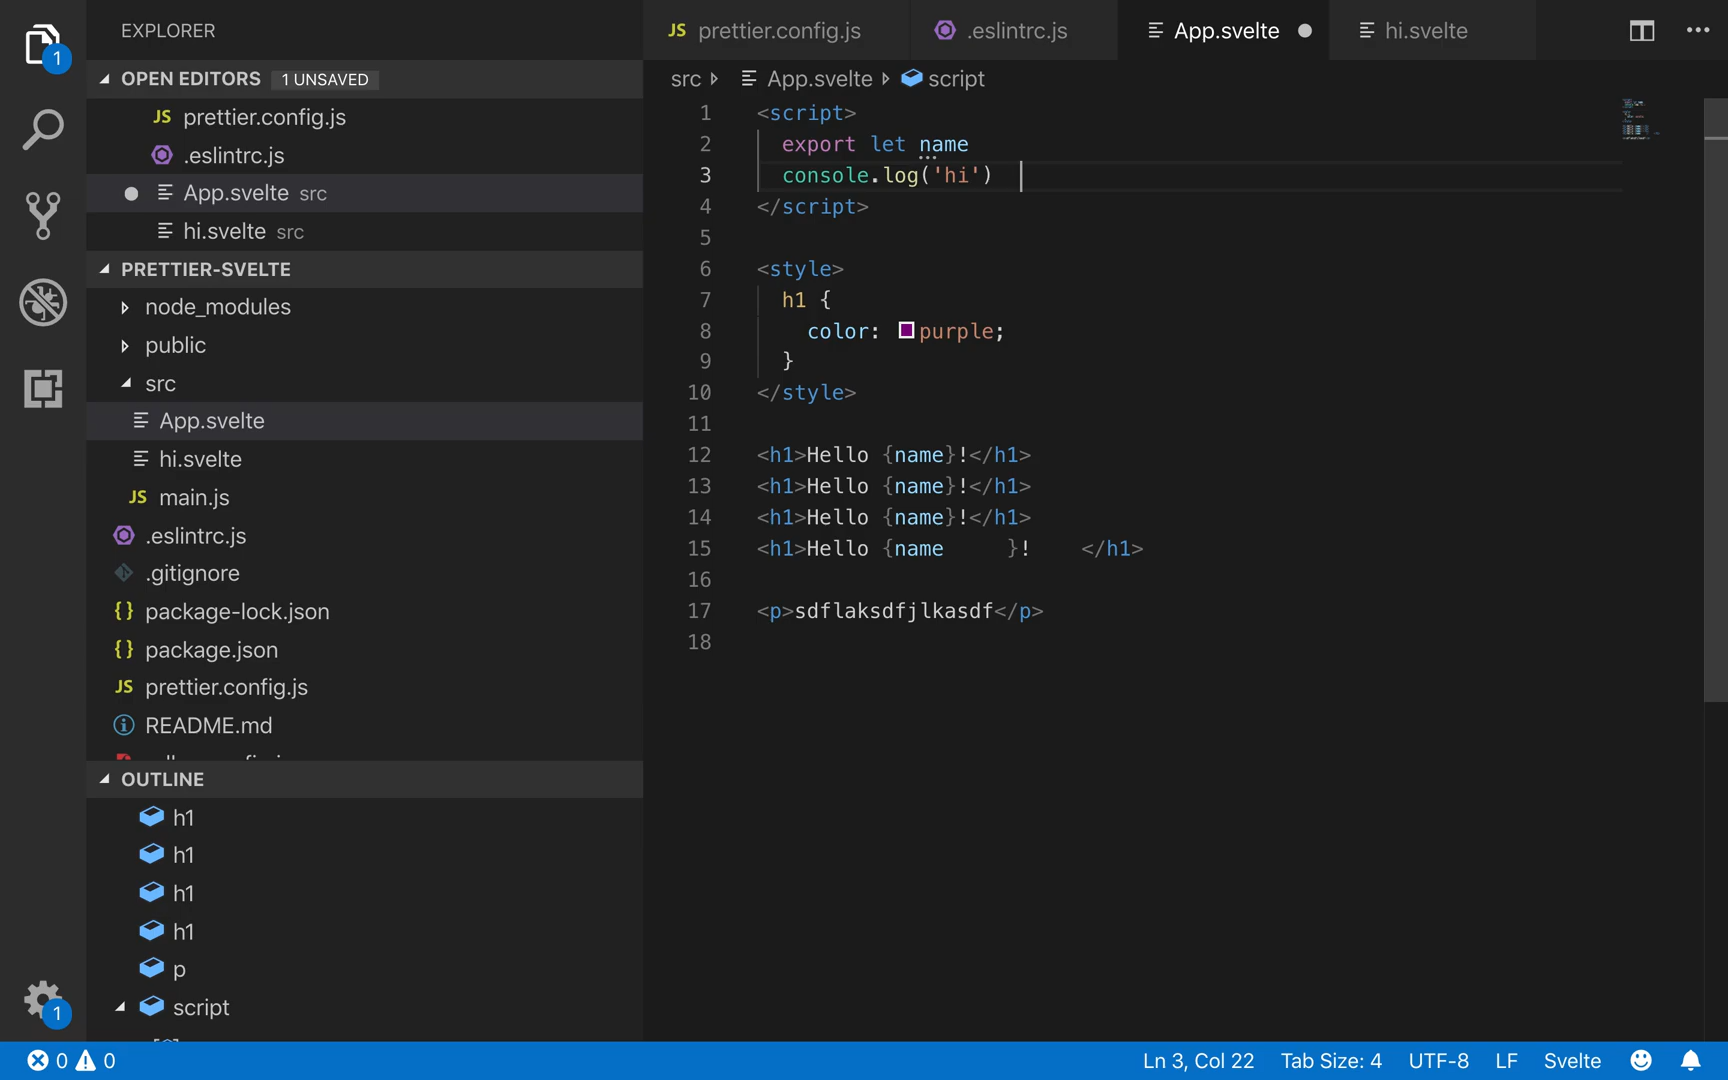 1
EXPLORER
OPEN EDITORS 1 UNSAVED
JS prettier.config.js
.eslintrc.js
App.svelte src
hi.svelte src
PRETTIER-SVELTE
node_modules
public
src
App.svelte
hi.svelte
JS main.js
.eslintrc.js
.gitignore
{} package-lock.json
{} package.json
JS prettier.config.js
README.md
OUTLINE
h1
h1
h1
h1
p
script
1
JS prettier.config.js .eslintrc.js App.svelte hi.svelte
src App.svelte script
1 <script>
2 export let name
3 console.log('hi')
4 </script>
5
6 <style>
7 h1 {
8 color: purple;
9 }
10 </style>
11
12 <h1>Hello {name}!</h1>
13 <h1>Hello {name}!</h1>
14 <h1>Hello {name}!</h1>
15 <h1>Hello {name     }!    </h1>
16
17 <p>sdflaksdfjlkasdf</p>
18
0 0 Ln 3, Col 22 Tab Size: 4 UTF-8 LF Svelte